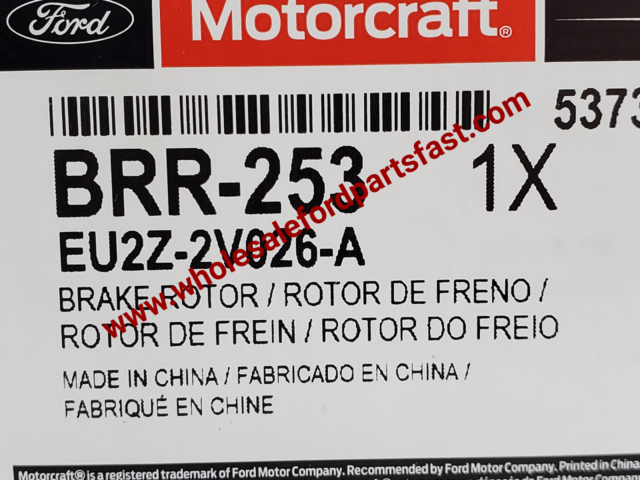 Ford Motorcraft®
5373
BRR-253 1X
EU2Z-2V026-A
BRAKE ROTOR / ROTOR DE FRENO /
ROTOR DE FREIN / ROTOR DO FREIO
MADE IN CHINA / FABRICADO EN CHINA /
FABRIQUÉ EN CHINE
www.wholesalefordpartsfast.com
Motorcraft® is a registered trademark of Ford Motor Company. Recommended by Ford Motor Company. Printed in China